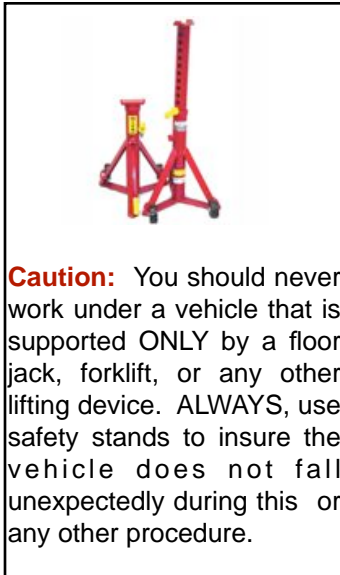 Caution: You should never
work under a vehicle that is
supported ONLY by a floor
jack, forklift, or any other
lifting device. ALWAYS, use
safety stands to insure the
vehicle does not fall
unexpectedly during this or
any other procedure.